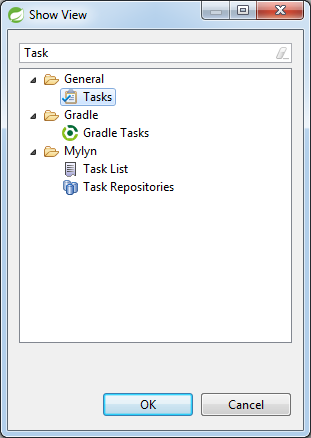 Show View
Task
General
Tasks
Gradle
Gradle Tasks
Mylyn
Task List
Task Repositories
OK
Cancel